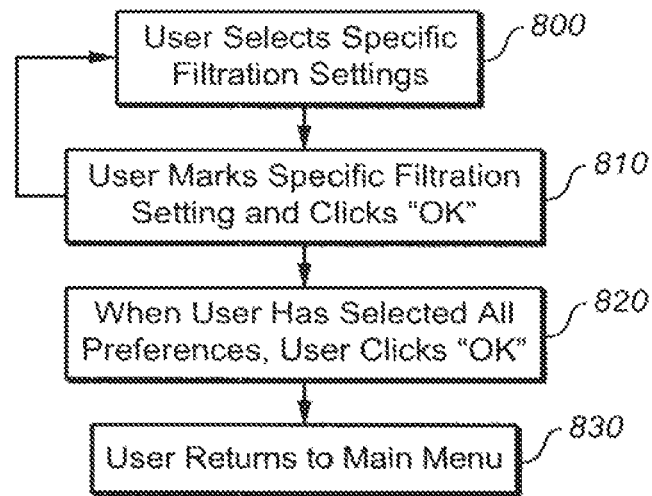 User Selects Specific
Filtration Settings
800
User Marks Specific Filtration
Setting and Clicks “OK”
810
When User Has Selected All
Preferences, User Clicks “OK”
820
User Returns to Main Menu
830